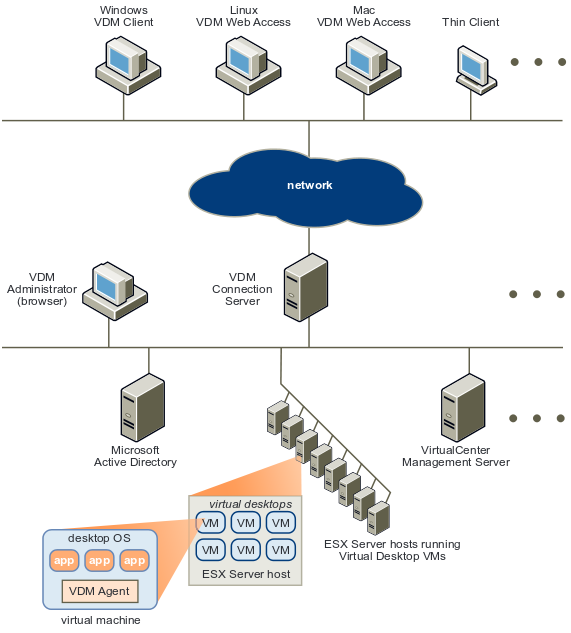 Windows
VDM Client
Linux
VDM Web Access
Mac
VDM Web Access
Thin Client
network
VDM
Administrator
(browser)
VDM
Connection
Server
Microsoft
Active Directory
VirtualCenter
Management Server
virtual desktops
VM VM VM
VM VM VM
ESX Server host
ESX Server hosts running
Virtual Desktop VMs
desktop OS
app app app
VDM Agent
virtual machine